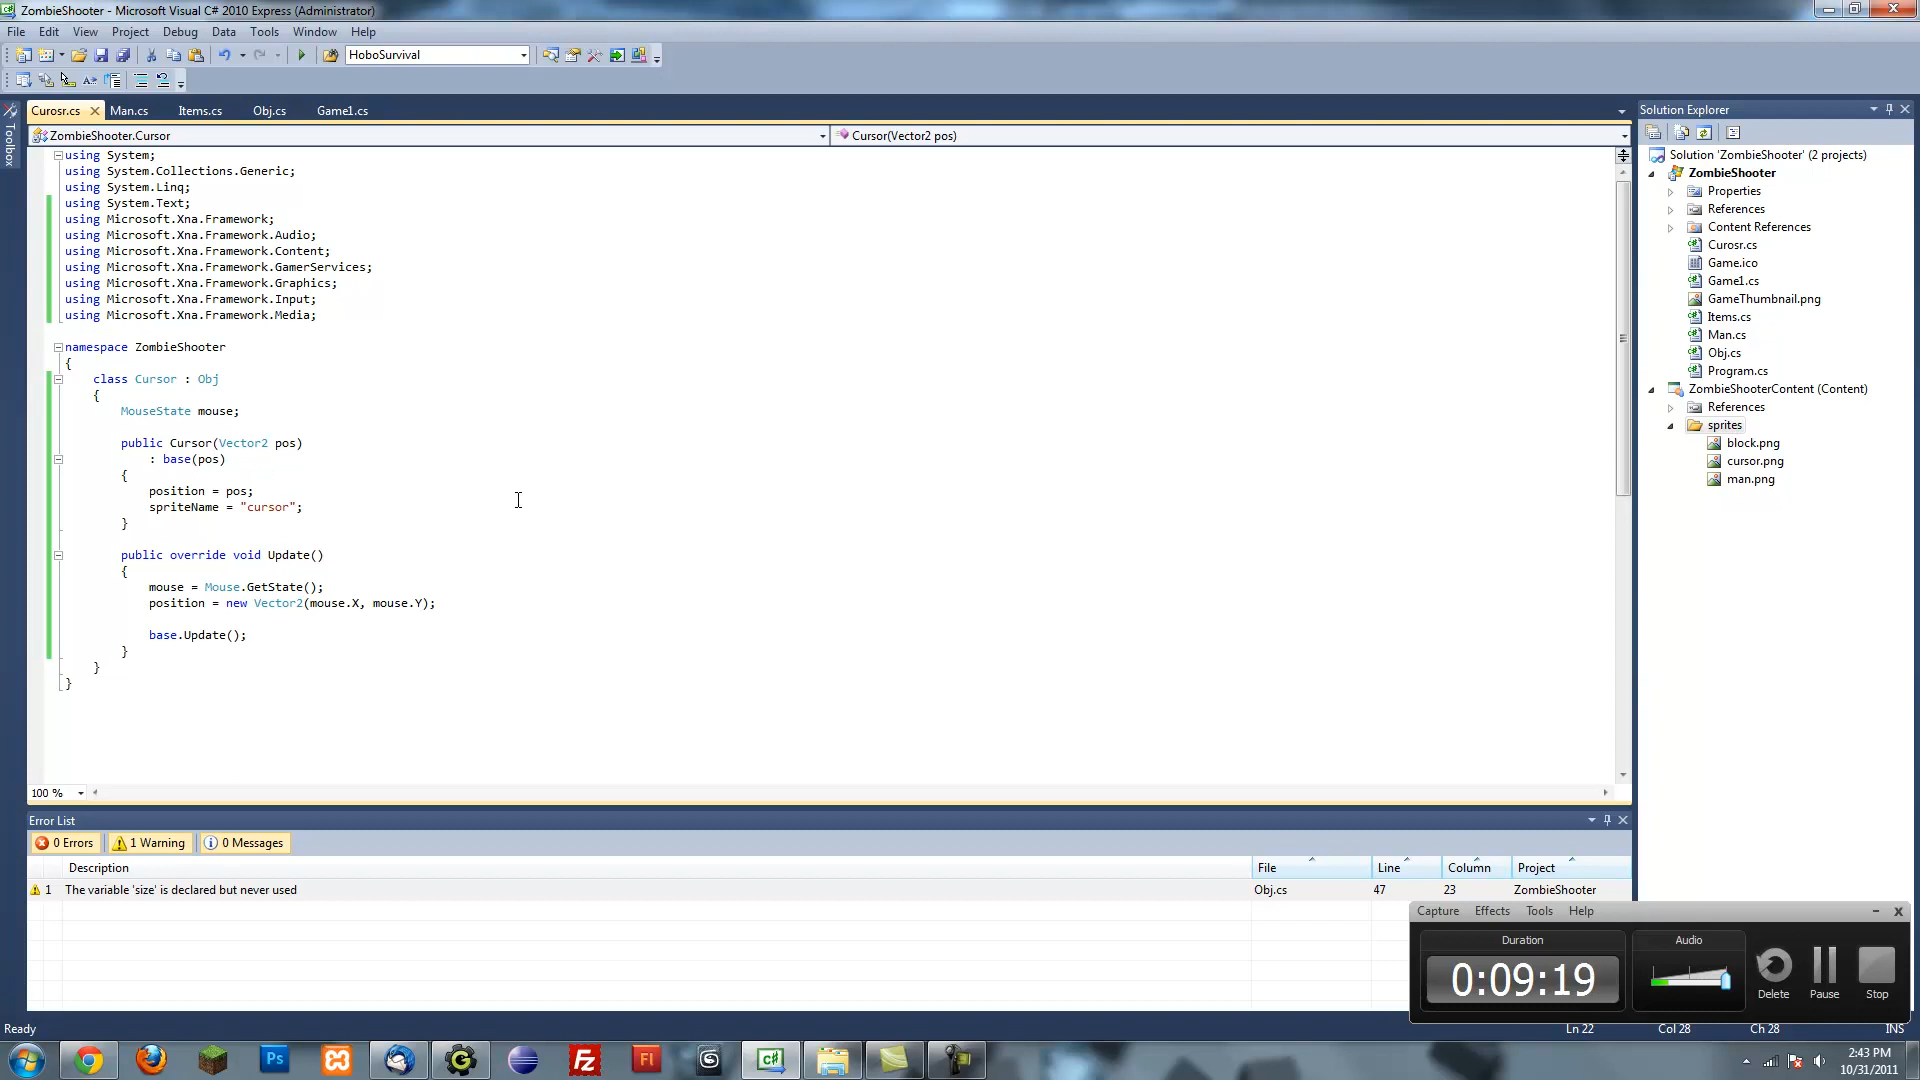 ZombieShooter - Microsoft Visual C# 2010 Express (Administrator)
File Edit View Project Debug Data Tools Window Help
HoboSurvival
Curosr.cs Man.cs Items.cs Obj.cs Game1.cs
ZombieShooter.Cursor Cursor(Vector2 pos)
Toolbox
using System;
using System.Collections.Generic;
using System.Linq;
using System.Text;
using Microsoft.Xna.Framework;
using Microsoft.Xna.Framework.Audio;
using Microsoft.Xna.Framework.Content;
using Microsoft.Xna.Framework.GamerServices;
using Microsoft.Xna.Framework.Graphics;
using Microsoft.Xna.Framework.Input;
using Microsoft.Xna.Framework.Media;
namespace ZombieShooter
{
class Cursor : Obj
{
MouseState mouse;
public Cursor(Vector2 pos)
: base(pos)
{
position = pos;
spriteName = "cursor";
}
public override void Update()
{
mouse = Mouse.GetState();
position = new Vector2(mouse.X, mouse.Y);
base.Update();
}
}
}
100 %
Solution Explorer
Solution 'ZombieShooter' (2 projects)
ZombieShooter
Properties
References
Content References
Curosr.cs
Game.ico
Game1.cs
GameThumbnail.png
Items.cs
Man.cs
Obj.cs
Program.cs
ZombieShooterContent (Content)
References
sprites
block.png
cursor.png
man.png
Error List
0 Errors 1 Warning 0 Messages
Description File Line Column Project
1 The variable 'size' is declared but never used Obj.cs 47 23 ZombieShooter
Capture Effects Tools Help
Duration Audio
0:09:19
Delete Pause Stop
Ready Ln 22 Col 28 Ch 28 INS
Ps Fl C#
2:43 PM
10/31/2011